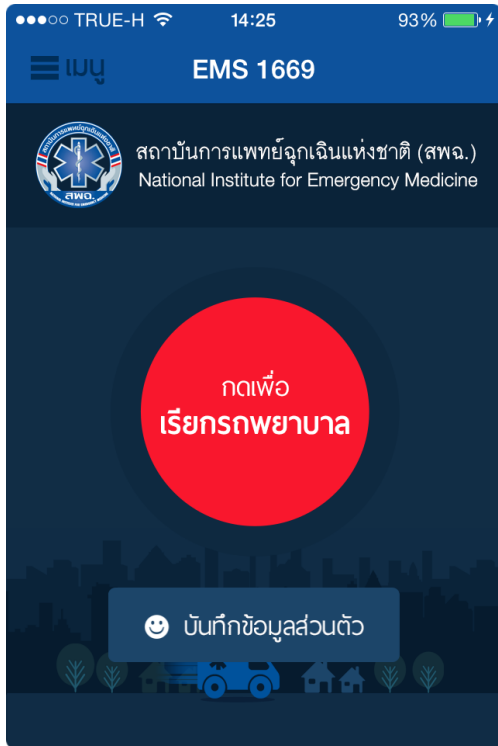 TRUE-H 14:25 93%
เมนู EMS 1669
สถาบันการแพทย์ฉุกเฉินแห่งชาติ (สพฉ.)
National Institute for Emergency Medicine
สพฉ.
กดเพื่อ
เรียกรถพยาบาล
บันทึกข้อมูลส่วนตัว